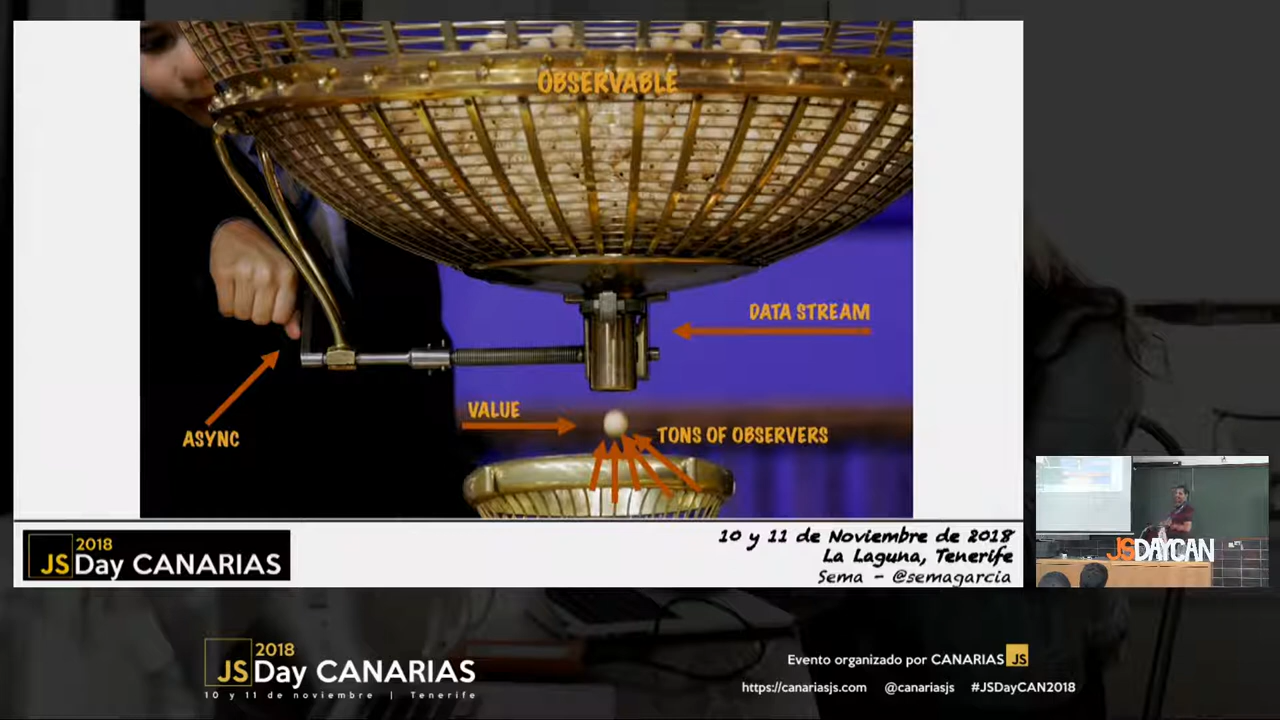 OBSERVABLE
DATA STREAM
VALUE
TONS OF OBSERVERS
ASYNC
2018
JS Day CANARIAS
10 y 11 de Noviembre de 2018
La Laguna, Tenerife
Sema - @semagarcia
JSDAYCAN
2018
JS Day CANARIAS
10 y 11 de noviembre | Tenerife
Evento organizado por CANARIAS JS
https://canariasjs.com @canariasjs #JSDayCAN2018